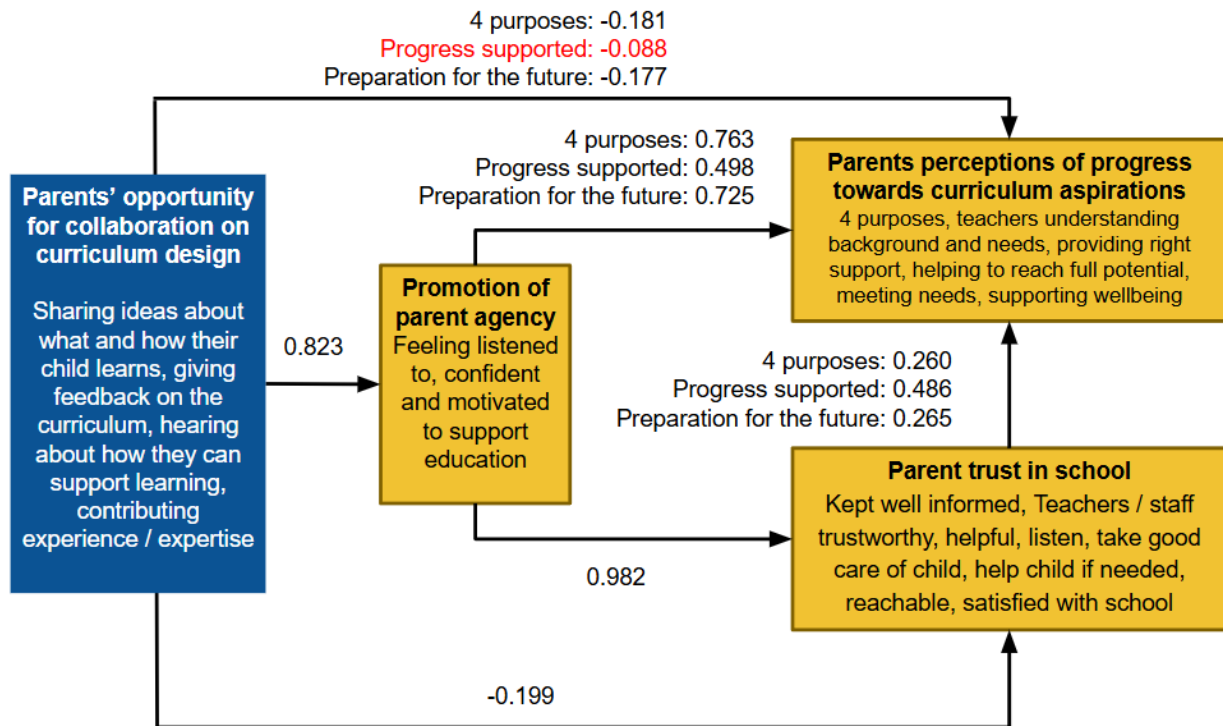 4 purposes: -0.181
Progress supported: -0.088
Preparation for the future: -0.177
4 purposes: 0.763
Progress supported: 0.498
Preparation for the future: 0.725
Parents’ opportunity
for collaboration on
curriculum design
Sharing ideas about
what and how their
child learns, giving
feedback on the
curriculum, hearing
about how they can
support learning,
contributing
experience / expertise
0.823
Promotion of
parent agency
Feeling listened
to, confident
and motivated
to support
education
Parents perceptions of progress
towards curriculum aspirations
4 purposes, teachers understanding
background and needs, providing right
support, helping to reach full potential,
meeting needs, supporting wellbeing
4 purposes: 0.260
Progress supported: 0.486
Preparation for the future: 0.265
Parent trust in school
Kept well informed, Teachers / staff
trustworthy, helpful, listen, take good
care of child, help child if needed,
reachable, satisfied with school
0.982
-0.199